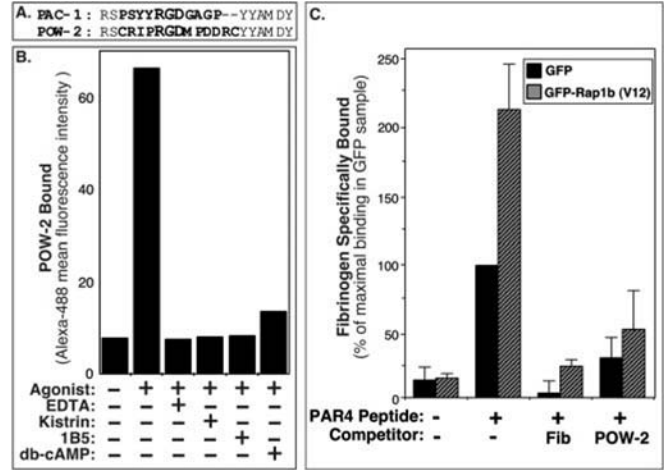 A.
PAC-1 : RSPSYYRGDGAGP--YYAMDY
POW-2 : RSCRIPRGDMPDDRCYYAMDY
B.
POW-2 Bound
(Alexa-488 mean fluorescence intensity )
60
40
20
0
Agonist: – + + + + +
EDTA: +
Kistrin: +
1B5: +
db-cAMP: +
C.
GFP
GFP-Rap1b (V12)
Fibrinogen Specifically Bound
(% of maximal binding in GFP sample)
250
200
150
100
50
0
PAR4 Peptide: - + + +
Competitor: - - Fib POW-2